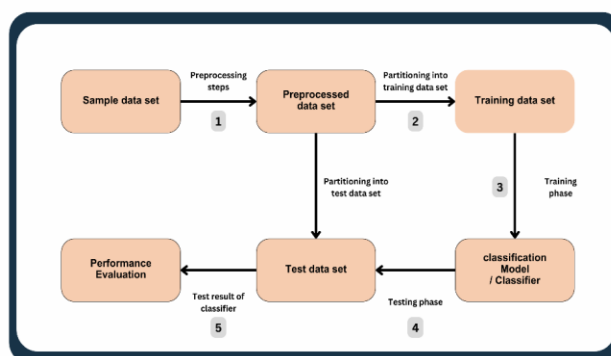 Preprocessing
steps
Partitioning into
training data set
Sample data set
Preprocessed
data set
Training data set
1
2
Partitioning into
test data set
3
Training
phase
Performance
Evaluation
Test data set
classification
Model
/ Classifier
Test result of
classifier
Testing phase
5
4